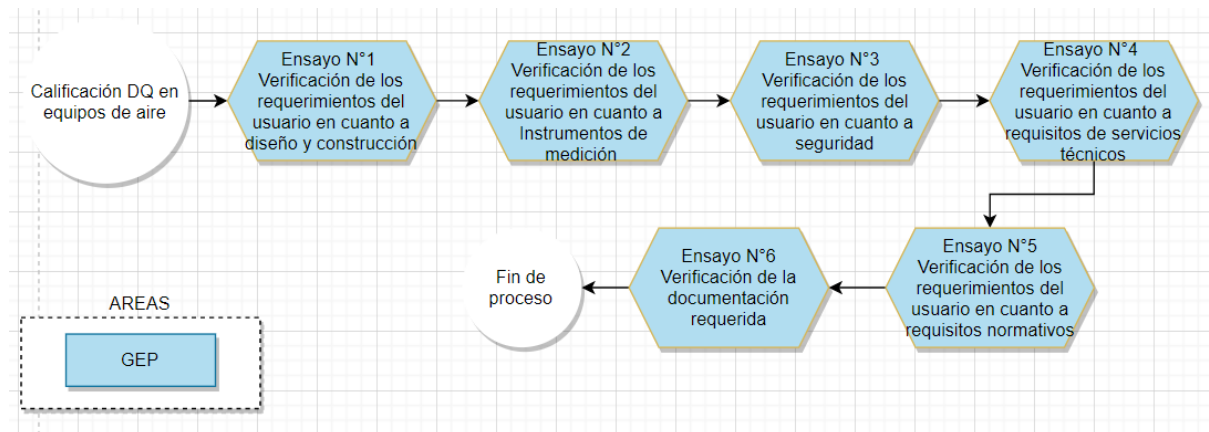 Calificación DQ en
equipos de aire
Ensayo N°1
Verificación de los
requerimientos del
usuario en cuanto a
diseño y construcción
Ensayo N°2
Verificación de los
requerimientos del
usuario en cuanto a
Instrumentos de
medición
Ensayo N°3
Verificación de los
requerimientos del
usuario en cuanto a
seguridad
Ensayo N°4
Verificación de los
requerimientos del
usuario en cuanto a
requisitos de servicios
técnicos
Ensayo N°5
Verificación de los
requerimientos del
usuario en cuanto a
requisitos normativos
Ensayo N°6
Verificación de la
documentación
requerida
Fin de
proceso
AREAS
GEP